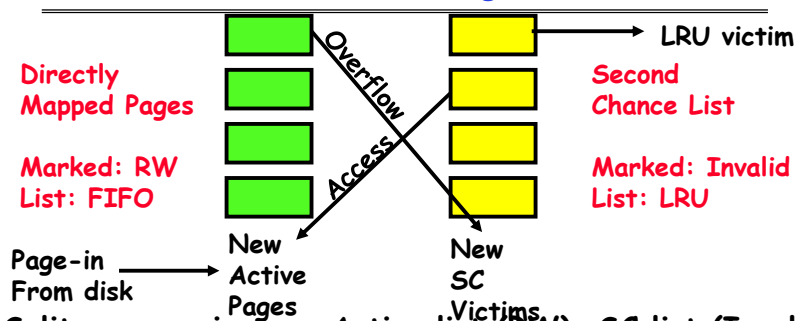 Overflow
LRU victim
Directly
Mapped Pages
Second
Chance List
Access
Marked: RW
List: FIFO
Marked: Invalid
List: LRU
Page-in
From disk
New
Active
Pages
New
SC
Victims